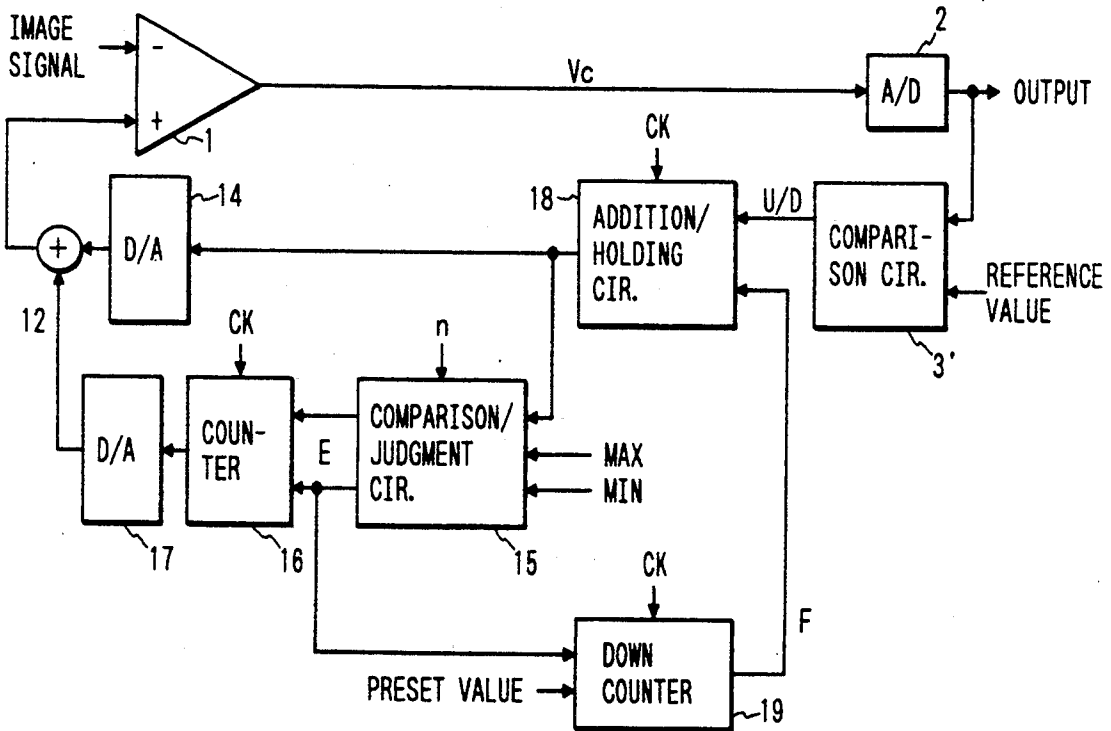 IMAGE
SIGNAL
-
+
1
Vc
2
A/D
OUTPUT
CK
14
D/A
+
18
ADDITION/
HOLDING
CIR.
U/D
COMPARI-
SON CIR.
REFERENCE
VALUE
3'
12
CK
n
D/A
17
COUN-
TER
16
E
COMPARISON/
JUDGMENT
CIR.
15
MAX
MIN
CK
F
PRESET VALUE
DOWN
COUNTER
19